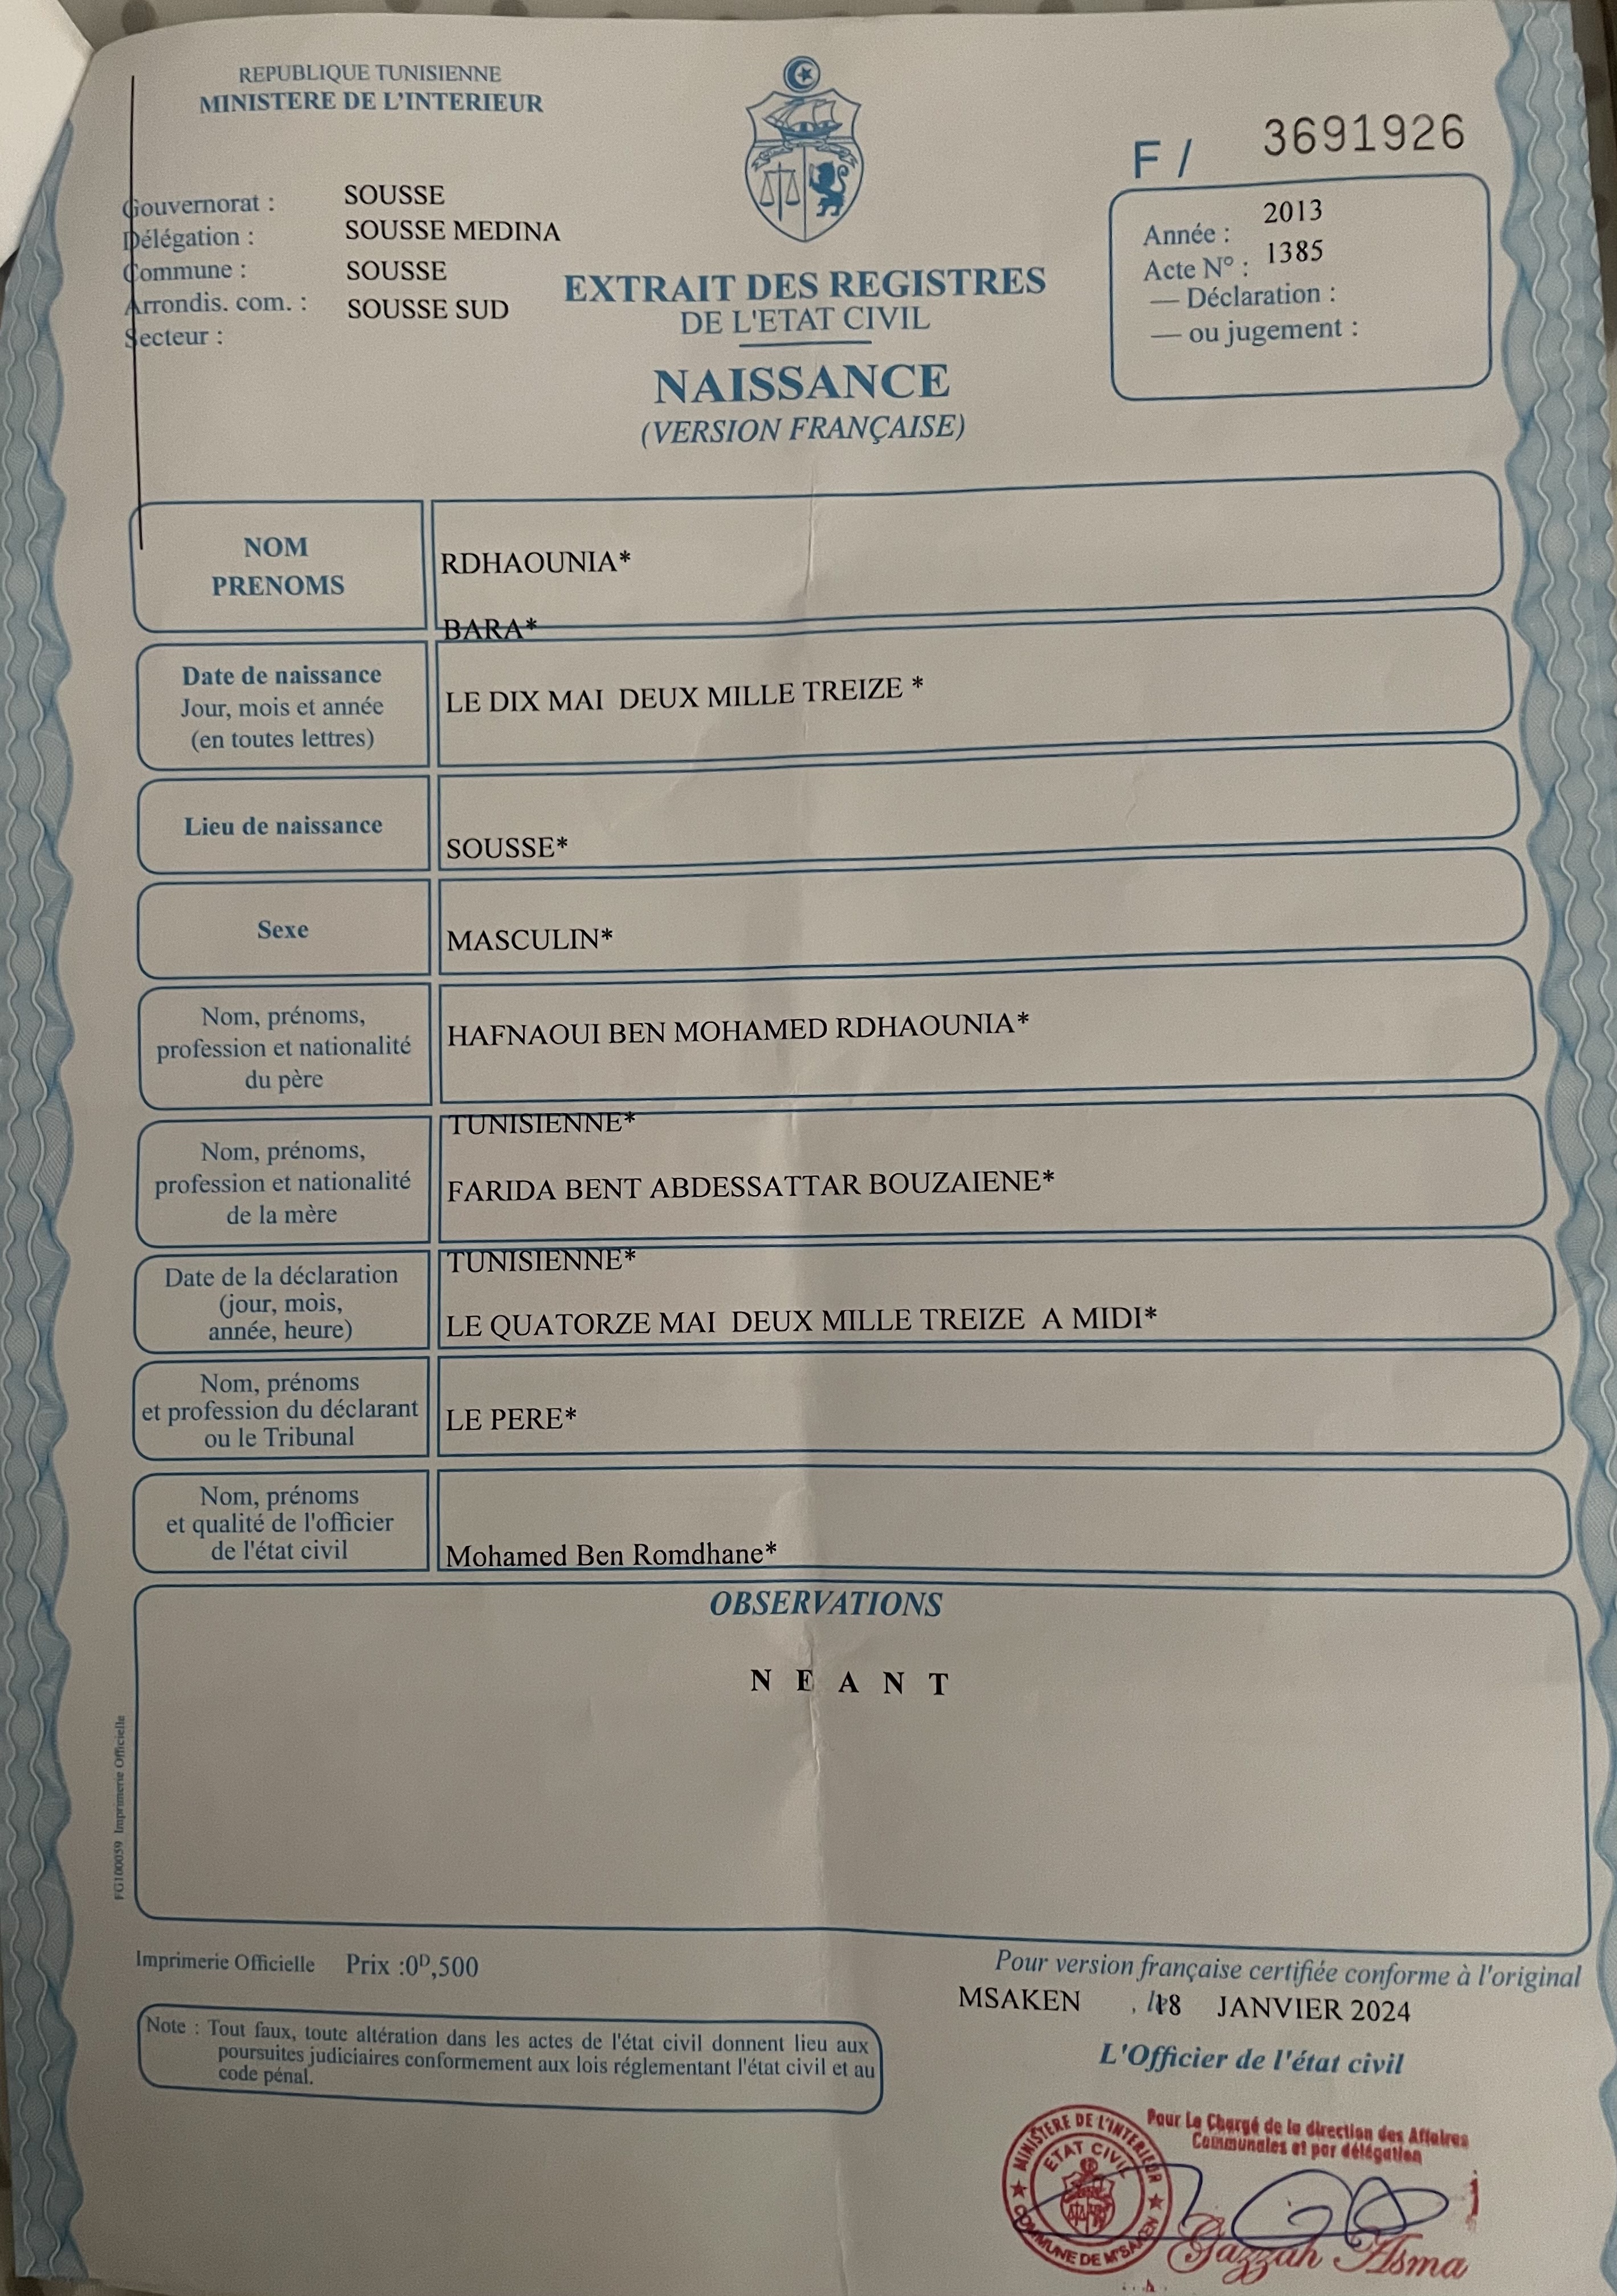 REPUBLIQUE TUNISIENNE
MINISTERE DE L'INTERIEUR
F / 3691926
Gouvernorat : SOUSSE
Délégation : SOUSSE MEDINA
Commune : SOUSSE
Arrondis. com. : SOUSSE SUD
Secteur :
Année : 2013
Acte N° : 1385
— Déclaration :
— ou jugement :
EXTRAIT DES REGISTRES
DE L'ETAT CIVIL
NAISSANCE
(VERSION FRANÇAISE)
NOM
PRENOMS
RDHAOUNIA*
BARA*
Date de naissance
Jour, mois et année
(en toutes lettres)
LE DIX MAI DEUX MILLE TREIZE *
Lieu de naissance
SOUSSE*
Sexe
MASCULIN*
Nom, prénoms,
profession et nationalité
du père
HAFNAOUI BEN MOHAMED RDHAOUNIA*
TUNISIENNE*
Nom, prénoms,
profession et nationalité
de la mère
FARIDA BENT ABDESSATTAR BOUZAIENE*
TUNISIENNE*
Date de la déclaration
(jour, mois,
année, heure)
LE QUATORZE MAI DEUX MILLE TREIZE A MIDI*
Nom, prénoms
et profession du déclarant
ou le Tribunal
LE PERE*
Nom, prénoms
et qualité de l'officier
de l'état civil
Mohamed Ben Romdhane*
OBSERVATIONS
N E A N T
FG100059 Imprimerie Officielle
Imprimerie Officielle Prix :0D,500
Note : Tout faux, toute altération dans les actes de l'état civil donnent lieu aux
poursuites judiciaires conformement aux lois réglementant l'état civil et au
code pénal.
Pour version française certifiée conforme à l'original
MSAKEN , le 18 JANVIER 2024
L'Officier de l'état civil
Pour Le Chargé de la direction des Affaires
Communales et par délégation
MINISTERE DE L'INTERIEUR
ETAT CIVIL
COMMUNE DE M'SAKEN
Gazzah Asma